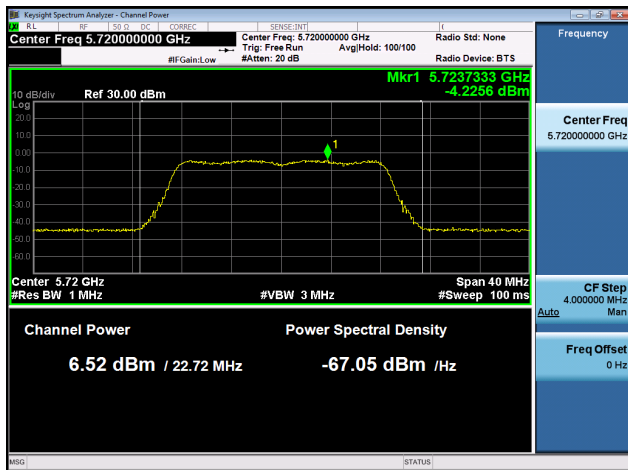 Keysight Spectrum Analyzer - Channel Power
RL RF 50 Ω DC CORREC SENSE:INT
Center Freq 5.720000000 GHz
#IFGain:Low
Center Freq: 5.720000000 GHz
Trig: Free Run Avg|Hold: 100/100
#Atten: 20 dB
Radio Std: None
Radio Device: BTS
Mkr1 5.7237333 GHz
-4.2256 dBm
10 dB/div Ref 30.00 dBm
Log
20.0
10.0
0.00
-10.0
-20.0
-30.0
-40.0
-50.0
-60.0
1
Center 5.72 GHz Span 40 MHz
#Res BW 1 MHz #VBW 3 MHz #Sweep 100 ms
Channel Power Power Spectral Density
6.52 dBm / 22.72 MHz -67.05 dBm /Hz
Frequency
Center Freq
5.720000000 GHz
CF Step
4.000000 MHz
Auto Man
Freq Offset
0 Hz
MSG STATUS